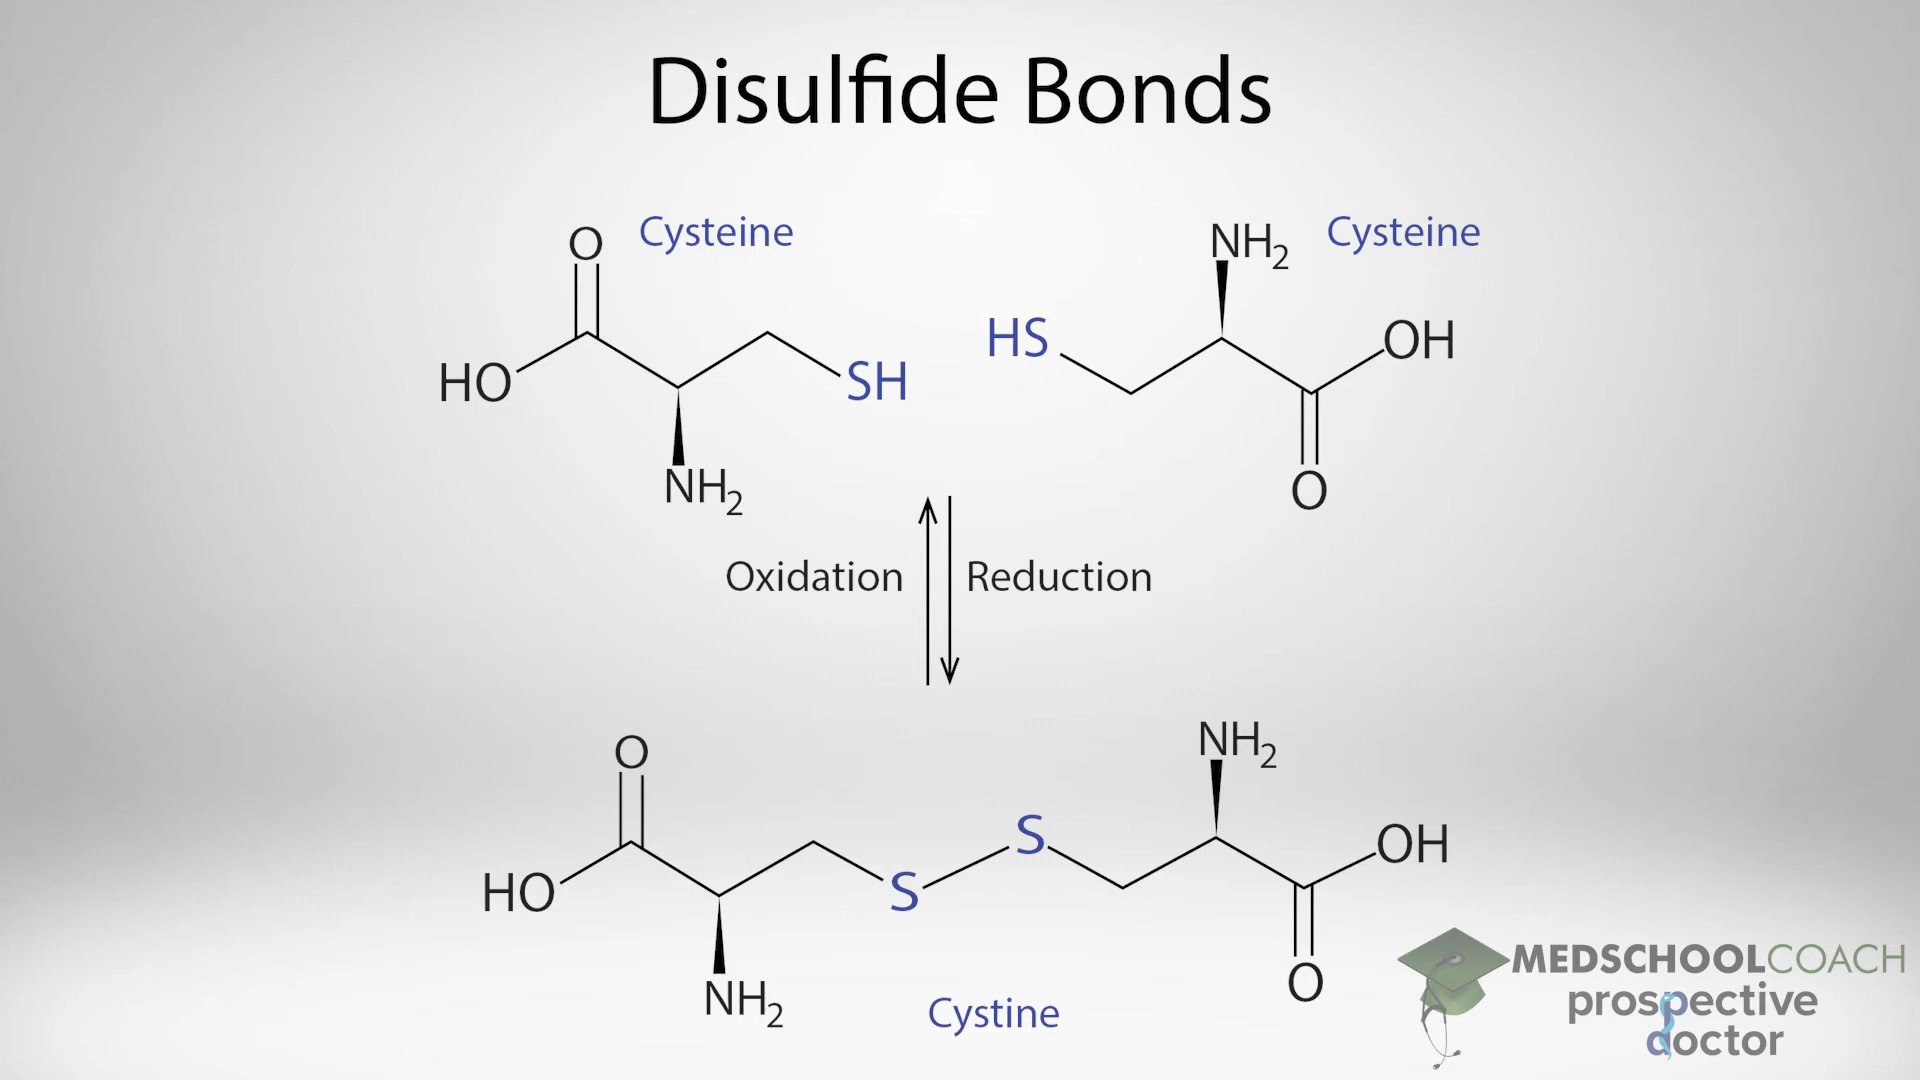 Disulfide Bonds
Cysteine
Cysteine
O
HO
SH
NH₂
NH₂
HS
OH
O
Oxidation
Reduction
O
HO
NH₂
S
S
NH₂
OH
O
Cystine
MEDSCHOOLCOACH
prospective
doctor